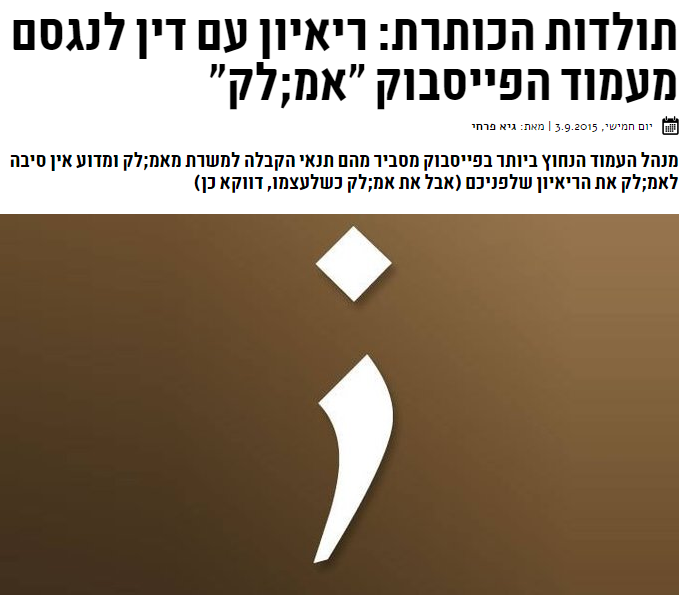 תולדות הכותרת: ריאיון עם דין לנגסם
מעמוד הפייסבוק "אמ;לק"
יום חמישי, 3.9.2015 | מאת: גיא פרחי
מנהל העמוד הנחוץ ביותר בפייסבוק מסביר מהם תנאי הקבלה למשרת מאמ;לק ומדוע אין סיבה
לאמ;לק את הריאיון שלפניכם (אבל את אמ;לק כשלעצמו, דווקא כן)
;